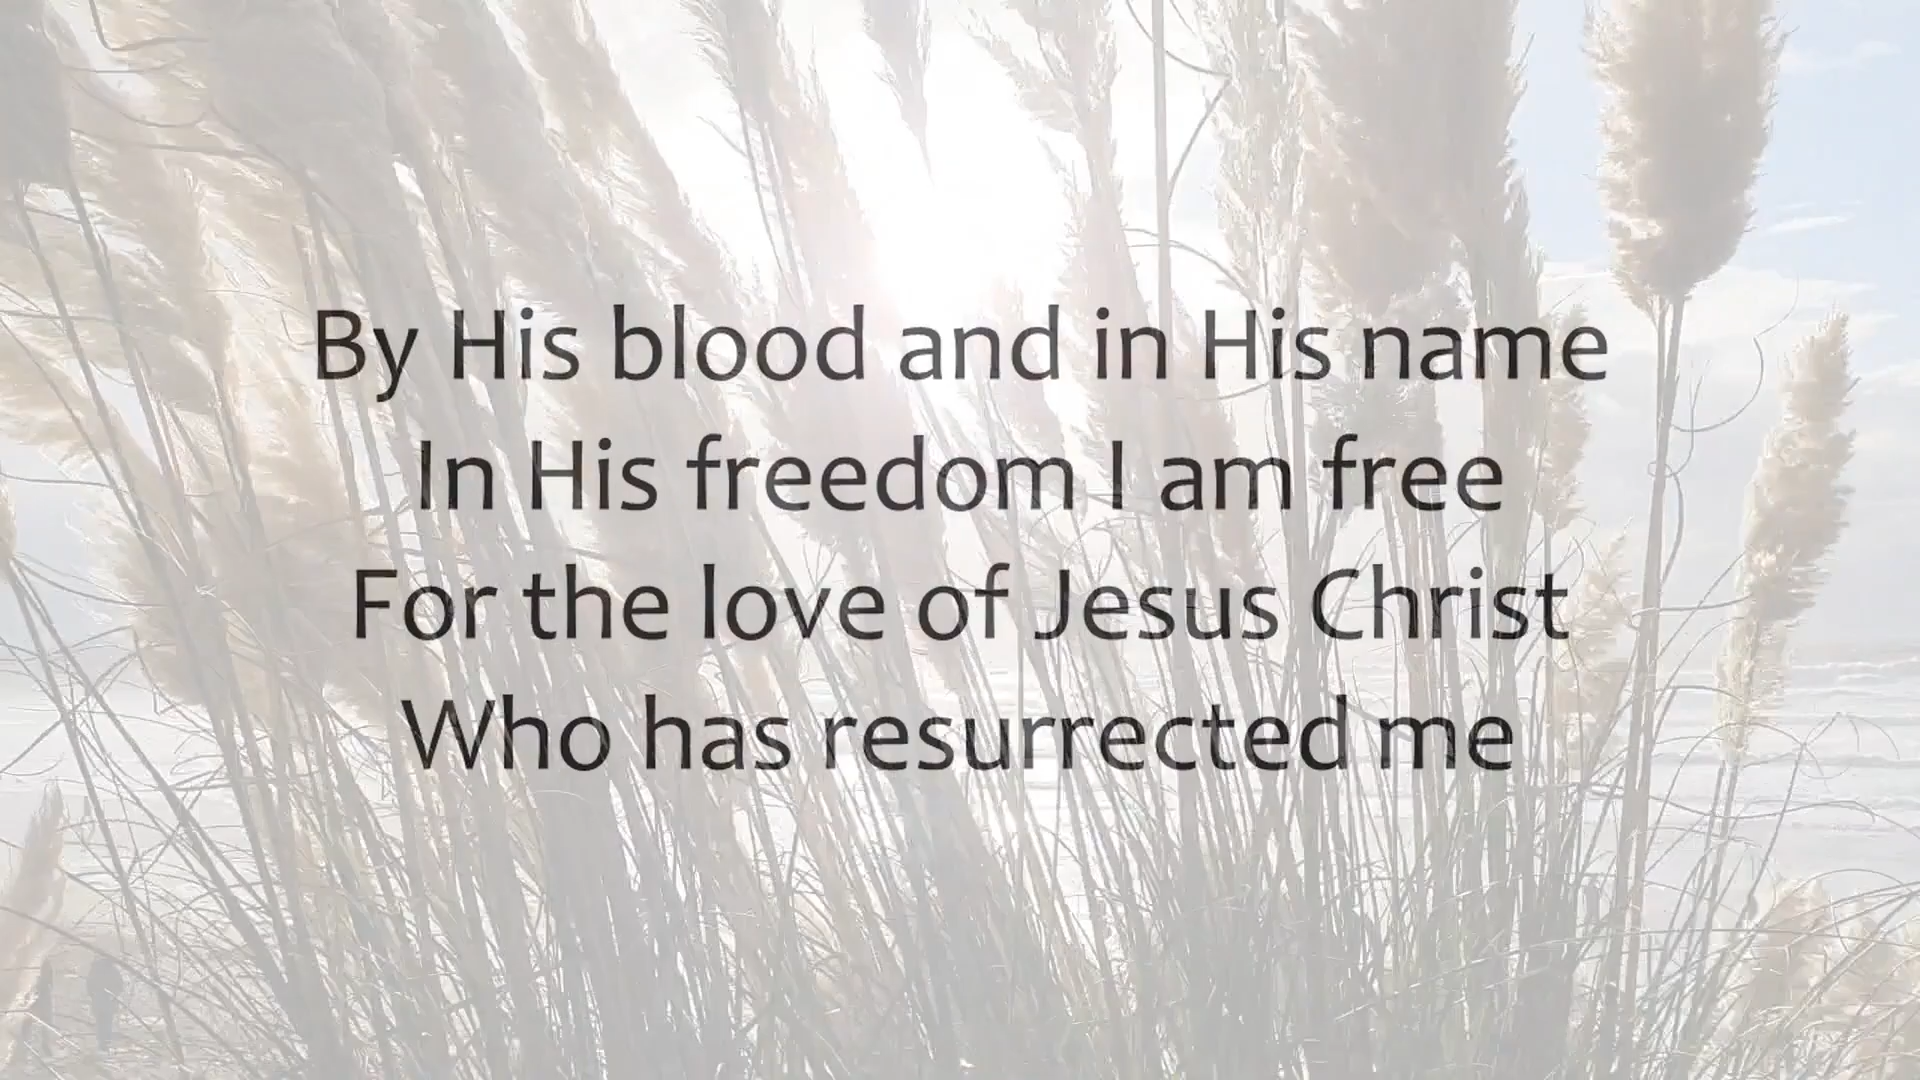 By His blood and in His name
In His freedom I am free
For the love of Jesus Christ
Who has resurrected me